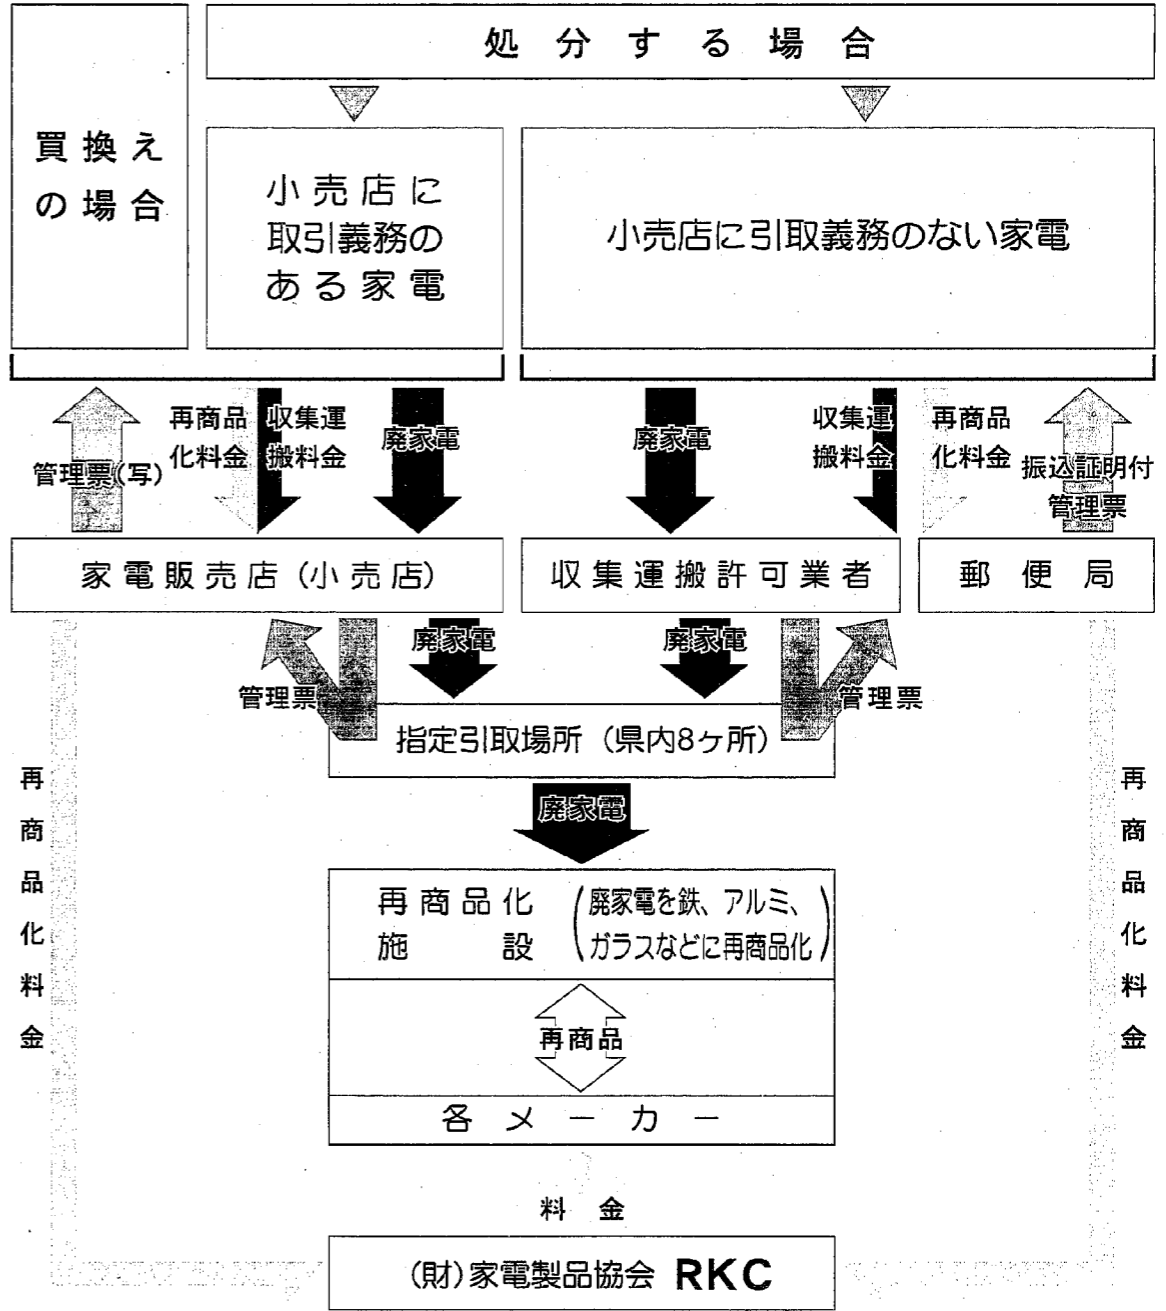 処分する場合
買換え
の場合
小売店に
取引義務の
ある家電
小売店に引取義務のない家電
管理票(写)
再商品
化料金
収集運
搬料金
廃家電
廃家電
収集運
搬料金
再商品
化料金
振込証明付
管理票
家電販売店(小売店)
収集運搬許可業者
郵便局
管理票
廃家電
廃家電
管理票
指定引取場所(県内8ヶ所)
廃家電
再商品化料金
再商品化料金
再商品化
施設
(廃家電を鉄、アルミ、
ガラスなどに再商品化)
再商品
各メーカー
料金
(財)家電製品協会 RKC